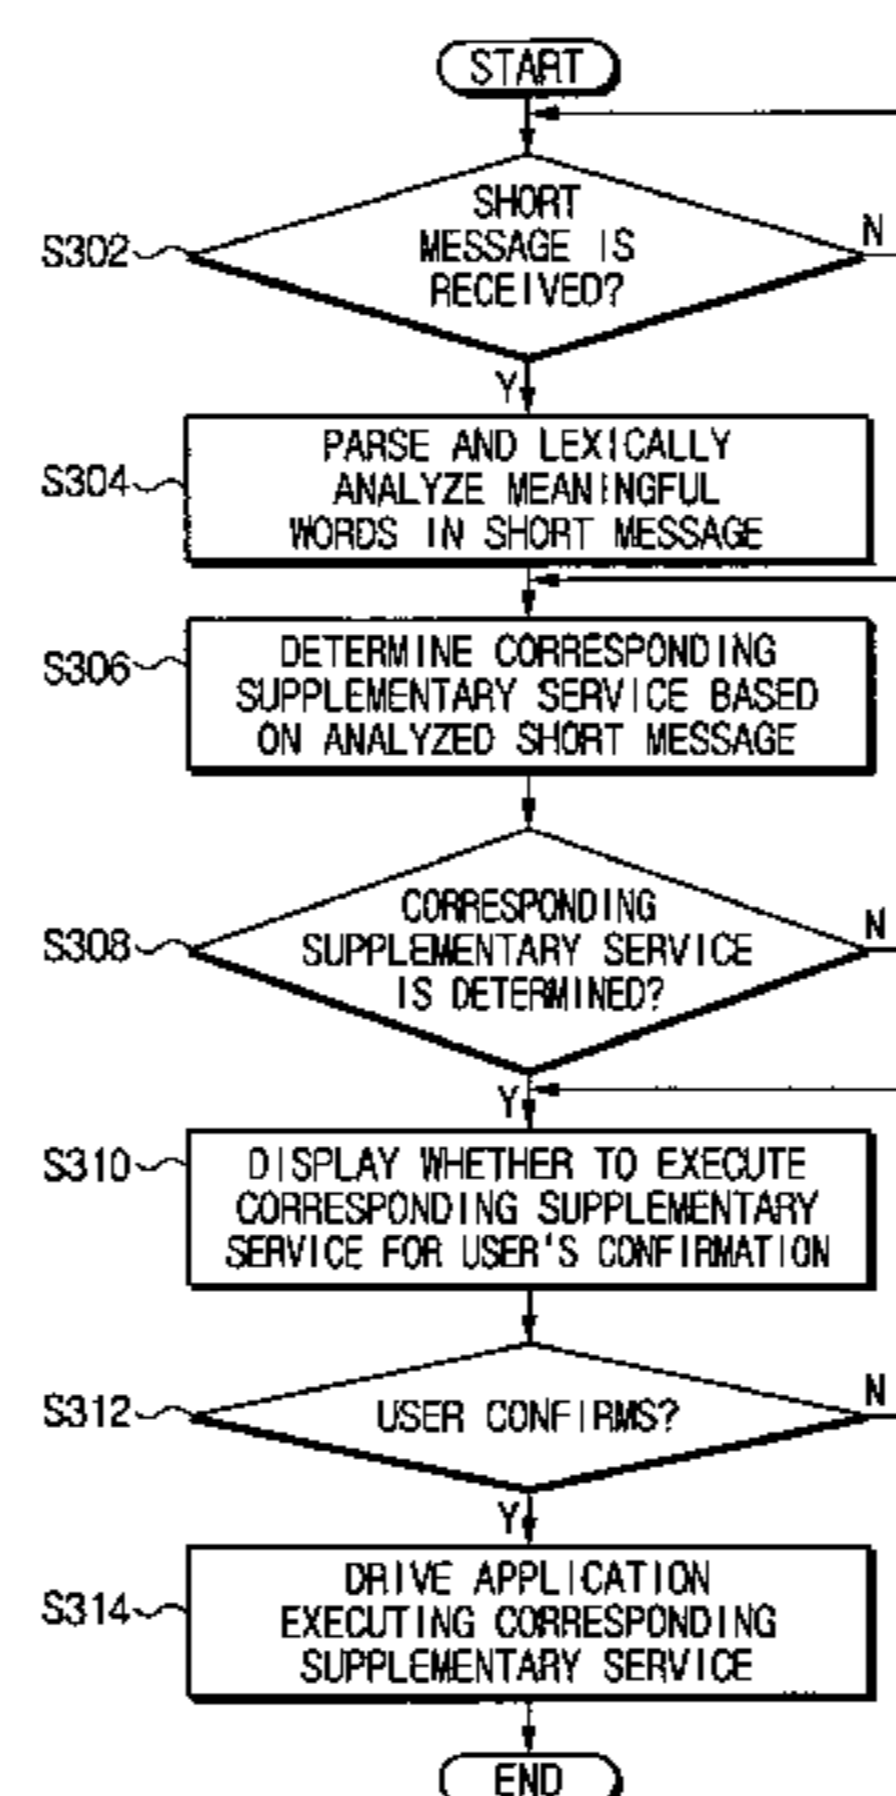 START
SHORT
MESSAGE IS
RECEIVED?
N
S302
Y
PARSE AND LEXICALLY
ANALYZE MEANINGFUL
WORDS IN SHORT MESSAGE
S304
DETERMINE CORRESPONDING
SUPPLEMENTARY SERVICE BASED
ON ANALYZED SHORT MESSAGE
S306
CORRESPONDING
SUPPLEMENTARY SERVICE
IS DETERMINED?
N
S308
Y
DISPLAY WHETHER TO EXECUTE
CORRESPONDING SUPPLEMENTARY
SERVICE FOR USER'S CONFIRMATION
S310
USER CONFIRMS?
N
S312
Y
DRIVE APPLICATION
EXECUTING CORRESPONDING
SUPPLEMENTARY SERVICE
S314
END